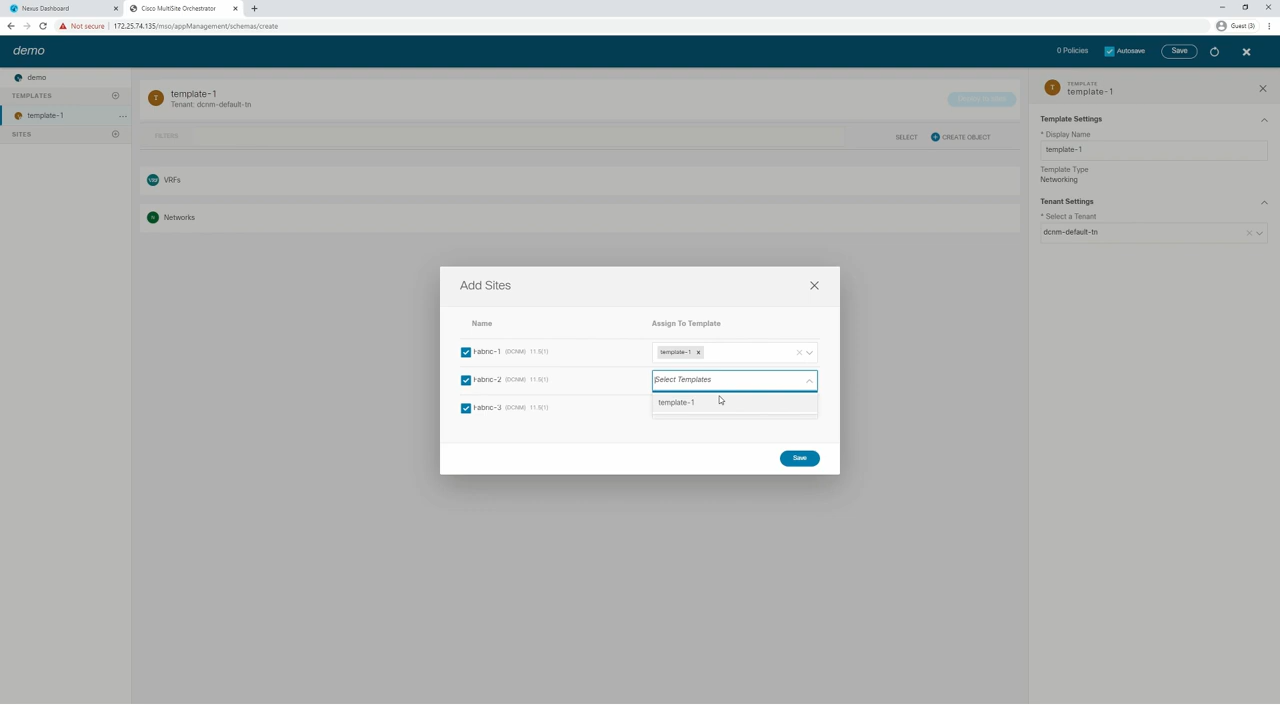 Nexus Dashboard
Cisco MultiSite Orchestrator
Not secure
172.25.74.135/mso/appManagement/schemas/create
Guest (3)
demo
0 Policies
Autosave
Save
demo
TEMPLATES
template-1
SITES
template-1
Tenant: dcnm-default-tn
FILTERS
SELECT
CREATE OBJECT
VRF
VRFs
N
Networks
T
T
TEMPLATE
template-1
Template Settings
* Display Name
template-1
Template Type
Networking
Tenant Settings
* Select a Tenant
dcnm-default-tn
Add Sites
Name
Assign To Template
Fabric-1 (DCNM) 11.5(1)
template-1
Fabric-2 (DCNM) 11.5(1)
Select Templates
template-1
Fabric-3 (DCNM) 11.5(1)
Save